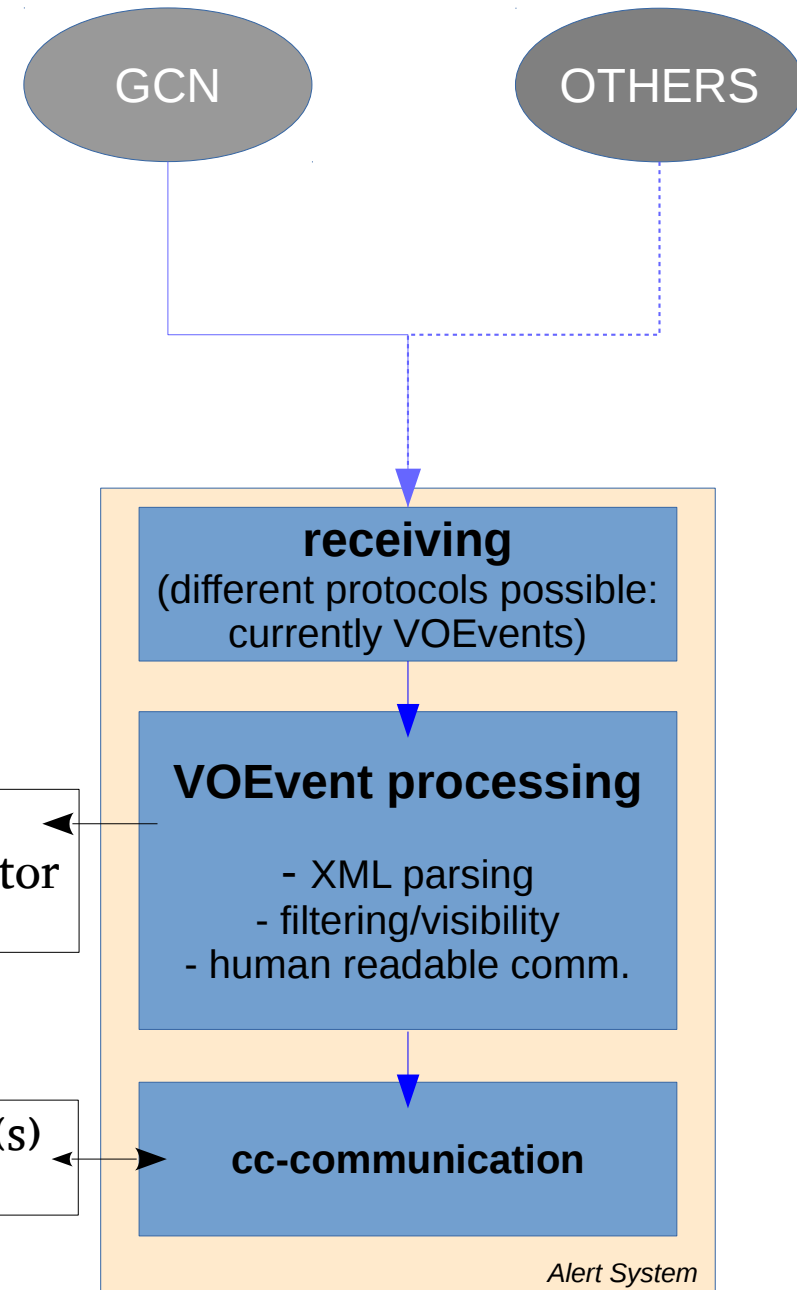 GCN
OTHERS
receiving
(different protocols possible:
currently VOEvents)
VOEvent processing
- XML parsing
- filtering/visibility
- human readable comm.
tor
(s)
cc-communication
Alert System